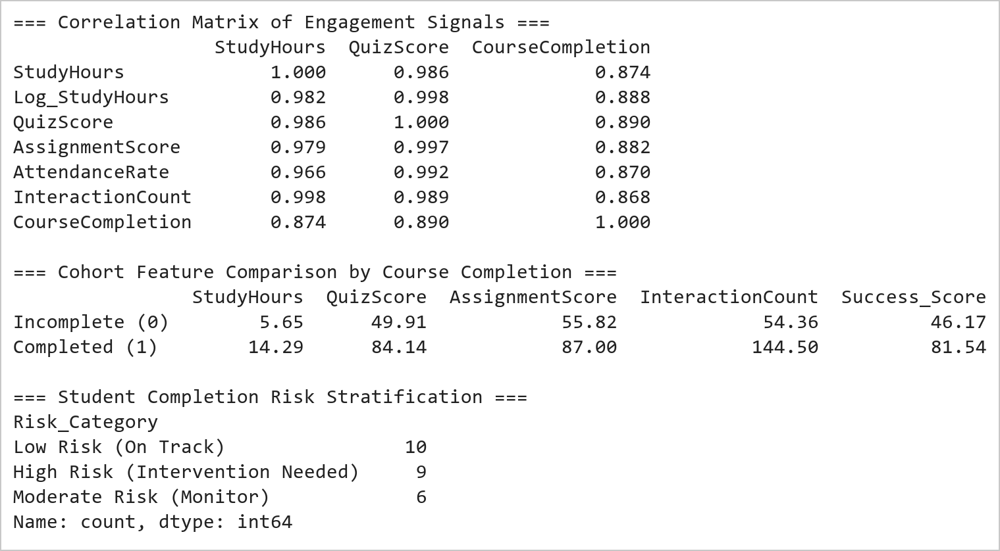 === Correlation Matrix of Engagement Signals ===
                  StudyHours  QuizScore  CourseCompletion
StudyHours             1.000      0.986             0.874
Log_StudyHours         0.982      0.998             0.888
QuizScore              0.986      1.000             0.890
AssignmentScore        0.979      0.997             0.882
AttendanceRate         0.966      0.992             0.870
InteractionCount       0.998      0.989             0.868
CourseCompletion       0.874      0.890             1.000

=== Cohort Feature Comparison by Course Completion ===
                StudyHours  QuizScore  AssignmentScore  InteractionCount  Success_Score
Incomplete (0)        5.65      49.91            55.82             54.36          46.17
Completed (1)        14.29      84.14            87.00            144.50          81.54

=== Student Completion Risk Stratification ===
Risk_Category
Low Risk (On Track)                10
High Risk (Intervention Needed)     9
Moderate Risk (Monitor)             6
Name: count, dtype: int64